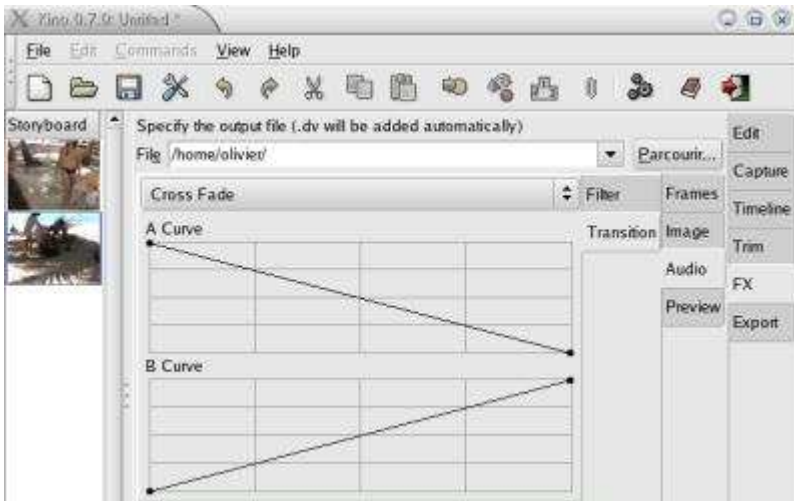 Kino 0.7.9: Untitled *
File Edit Commands View Help
Storyboard
Specify the output file (.dv will be added automatically)
File /home/olivier/ Parcourir...
Cross Fade
A Curve
B Curve
Filter
Transition
Frames
Image
Audio
Preview
Edit
Capture
Timeline
Trim
FX
Export